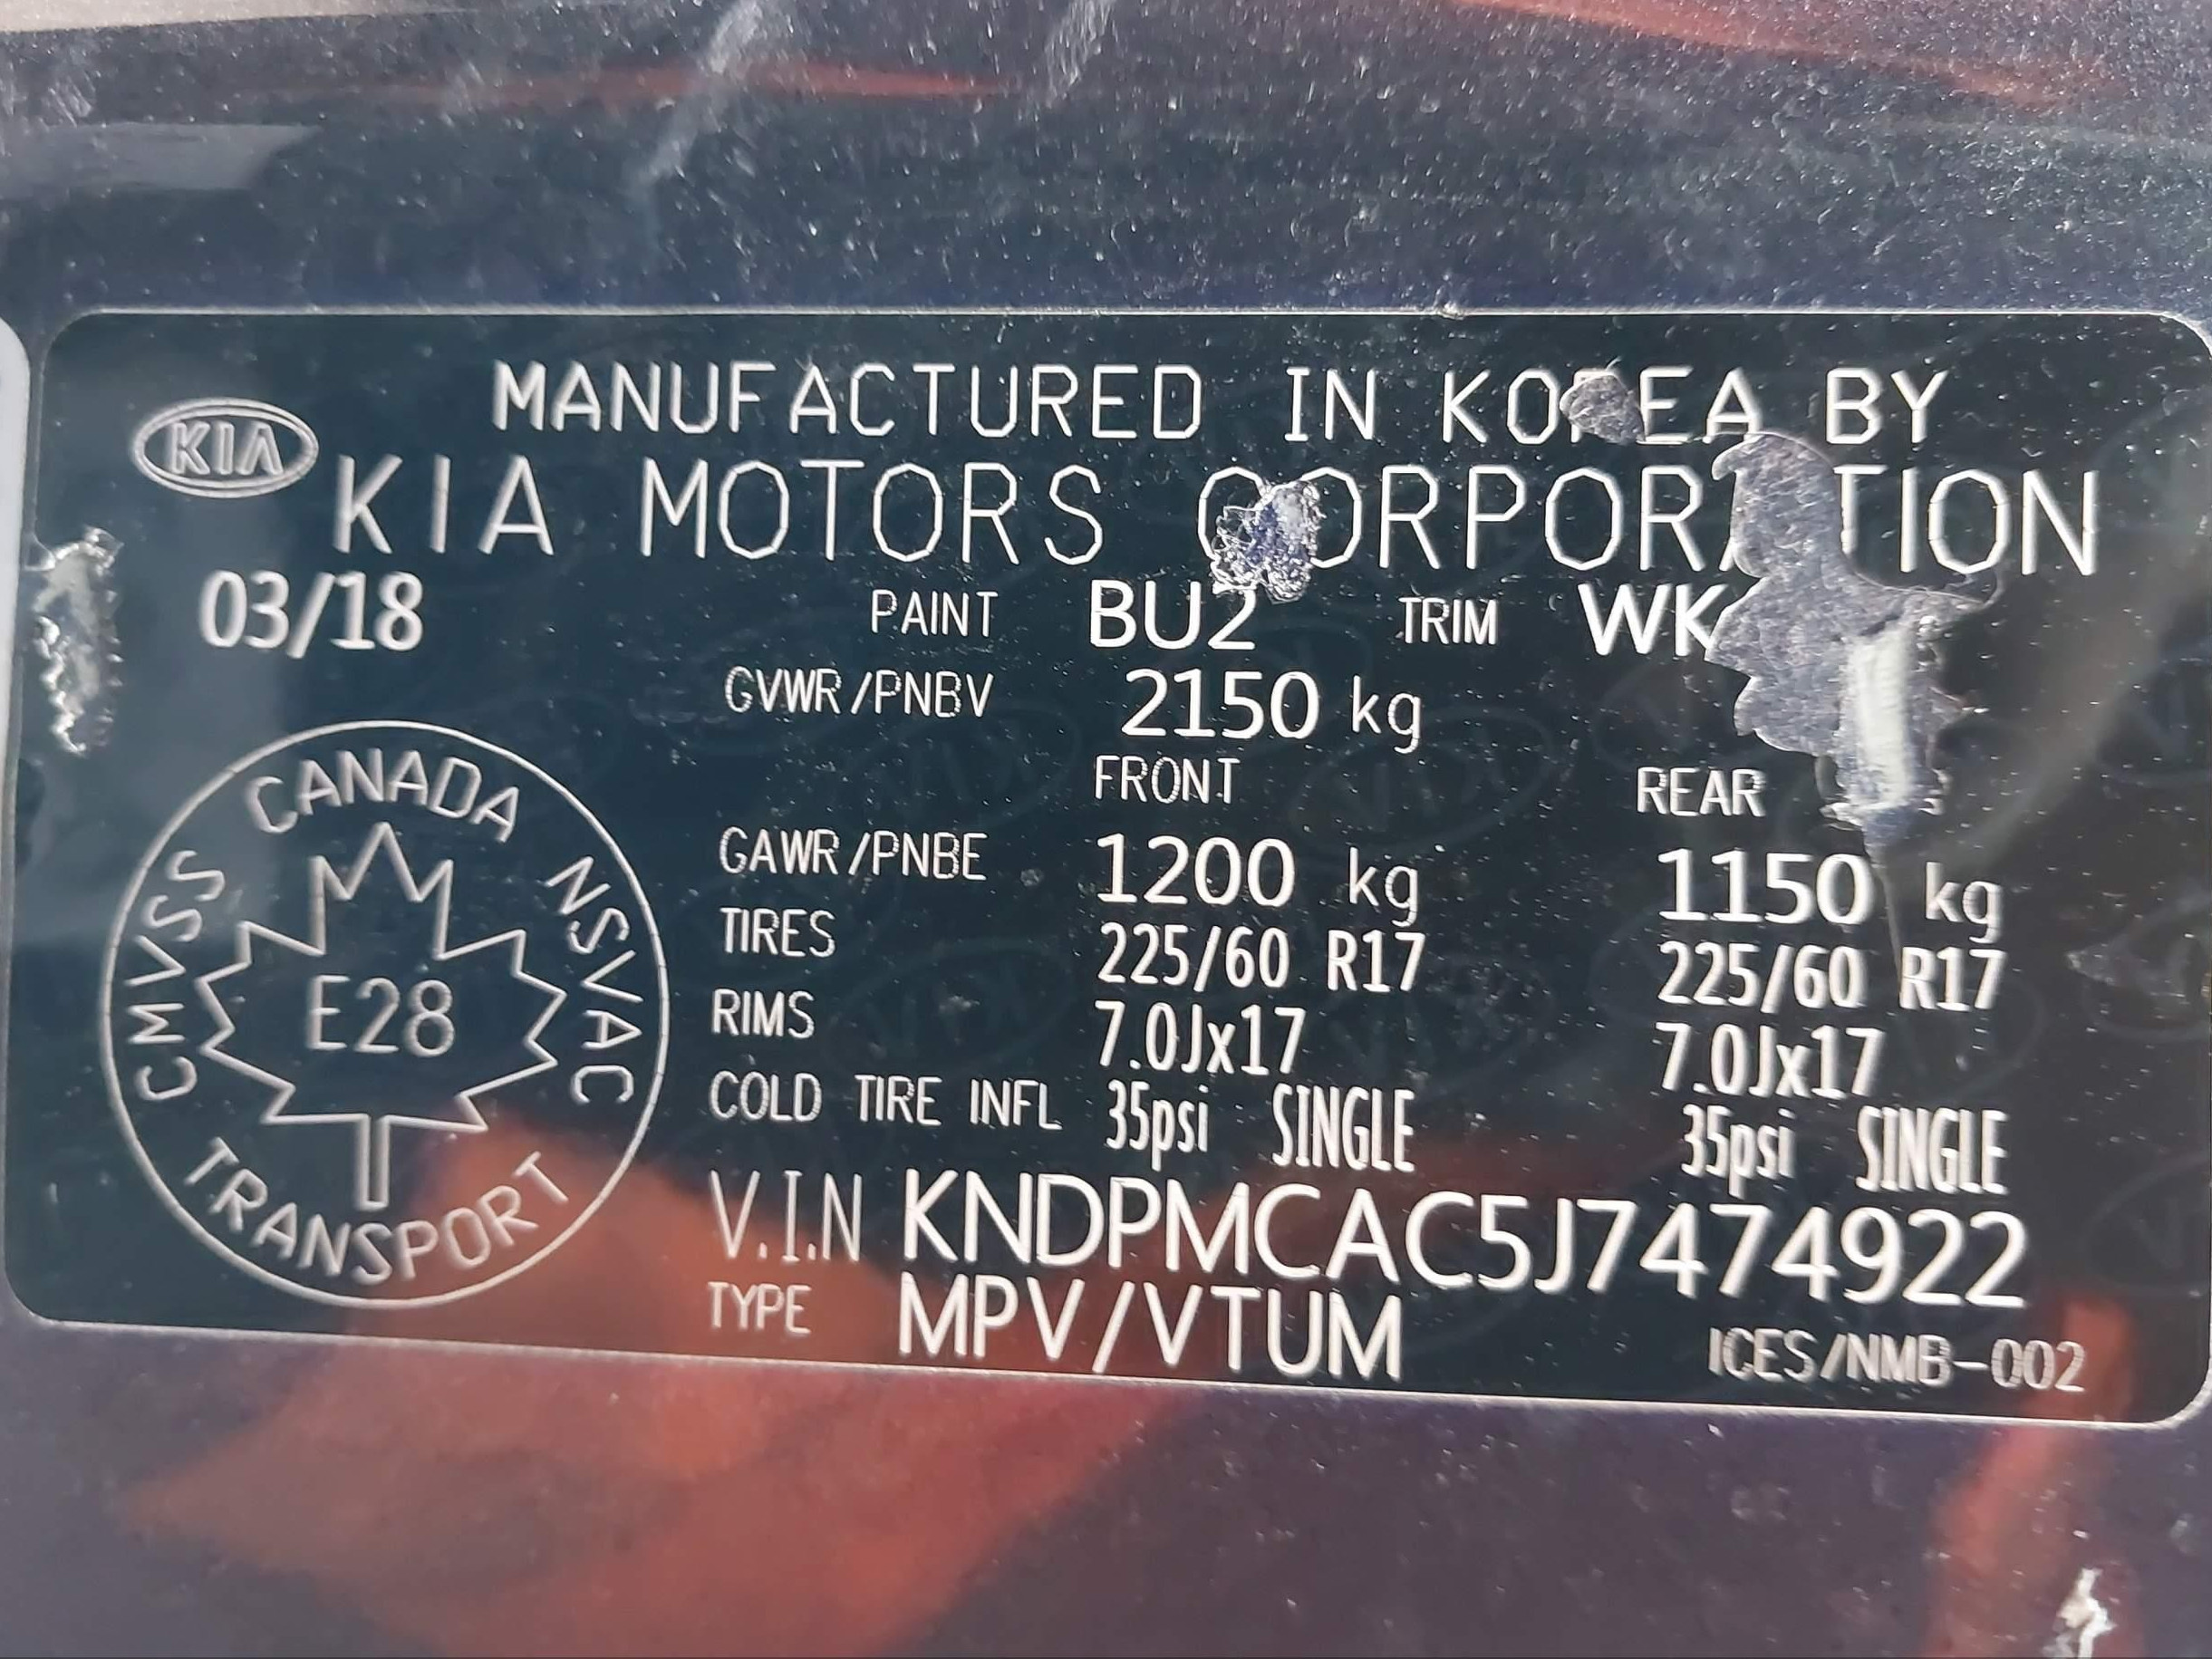 MANUFACTURED IN KOREA BY
KIA
KIA MOTORS CORPORATION
03/18 PAINT BU2 TRIM WK
GVWR/PNBV 2150 kg
FRONT REAR
GAWR/PNBE 1200 kg 1150 kg
TIRES 225/60 R17 225/60 R17
RIMS 7.0Jx17 7.0Jx17
COLD TIRE INFL 35psi SINGLE 35psi SINGLE
V.I.N KNDPMCAC5J7474922
TYPE MPV/VTUM
ICES/NMB-002
CANADA
CMVSS NSVAC
E28
TRANSPORT